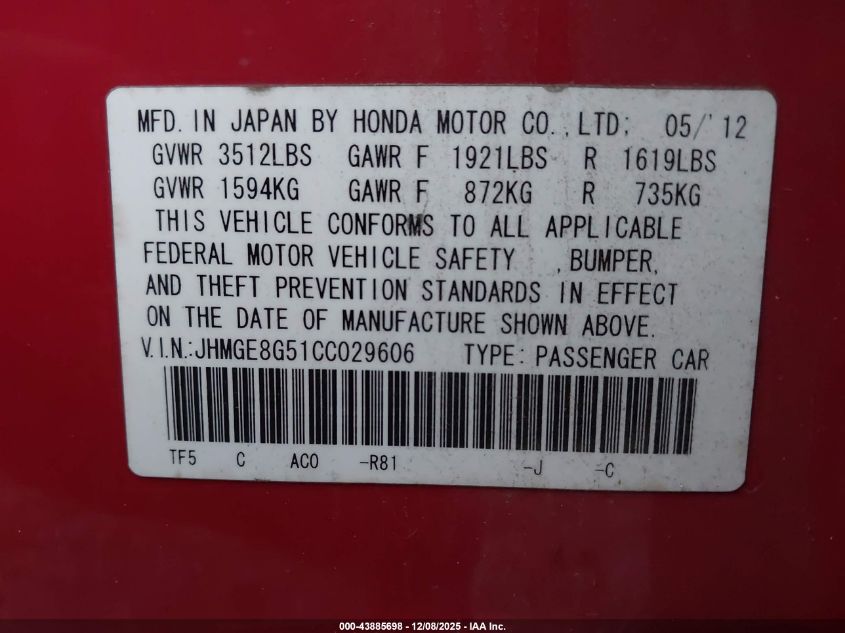 MFD. IN JAPAN BY HONDA MOTOR CO.,LTD; 05/'12
GVWR 3512LBS GAWR F 1921LBS R 1619LBS
GVWR 1594KG GAWR F 872KG R 735KG
THIS VEHICLE CONFORMS TO ALL APPLICABLE
FEDERAL MOTOR VEHICLE SAFETY ,BUMPER,
AND THEFT PREVENTION STANDARDS IN EFFECT
ON THE DATE OF MANUFACTURE SHOWN ABOVE.
V.I.N.:JHMGE8G51CC029606 TYPE: PASSENGER CAR
TF5 C AC0 -R81 -J -C
000-43885698 - 12/08/2025 - IAA Inc.